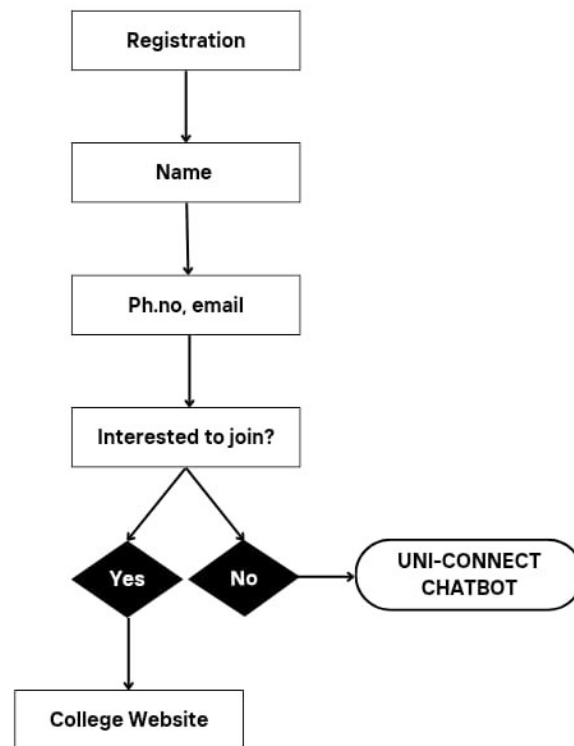 Registration
Name
Ph.no, email
Interested to join?
Yes
No
UNI-CONNECT
CHATBOT
College Website